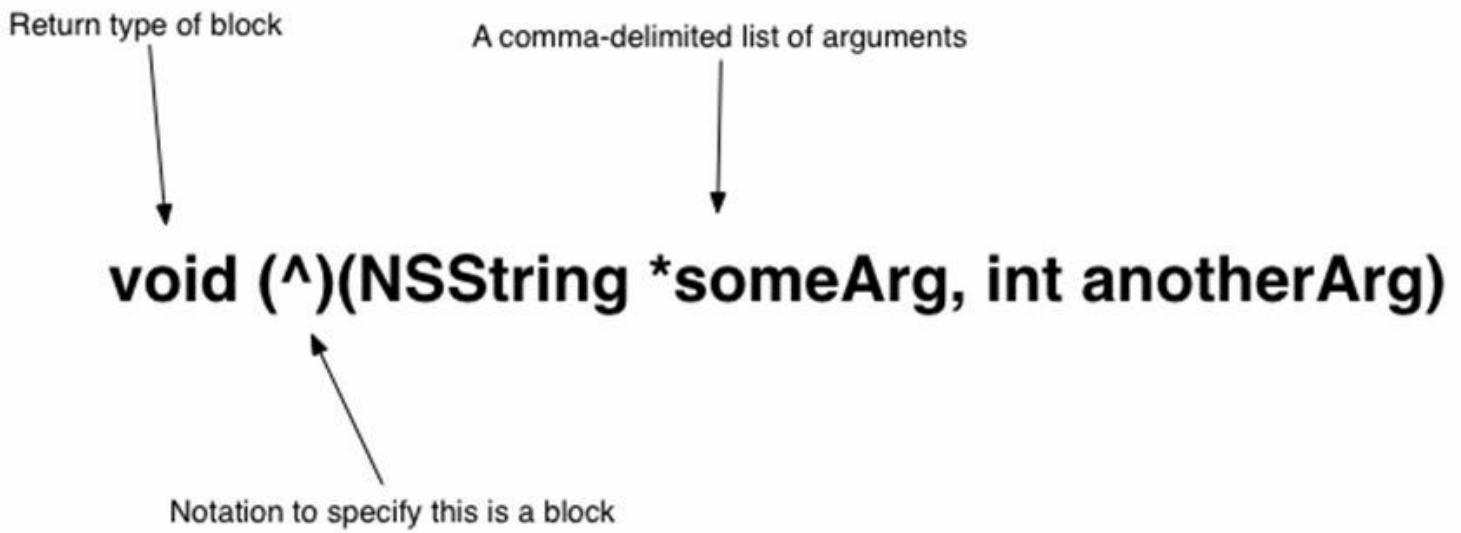 Return type of block
A comma-delimited list of arguments
void (^)(NSString *someArg, int anotherArg)
Notation to specify this is a block